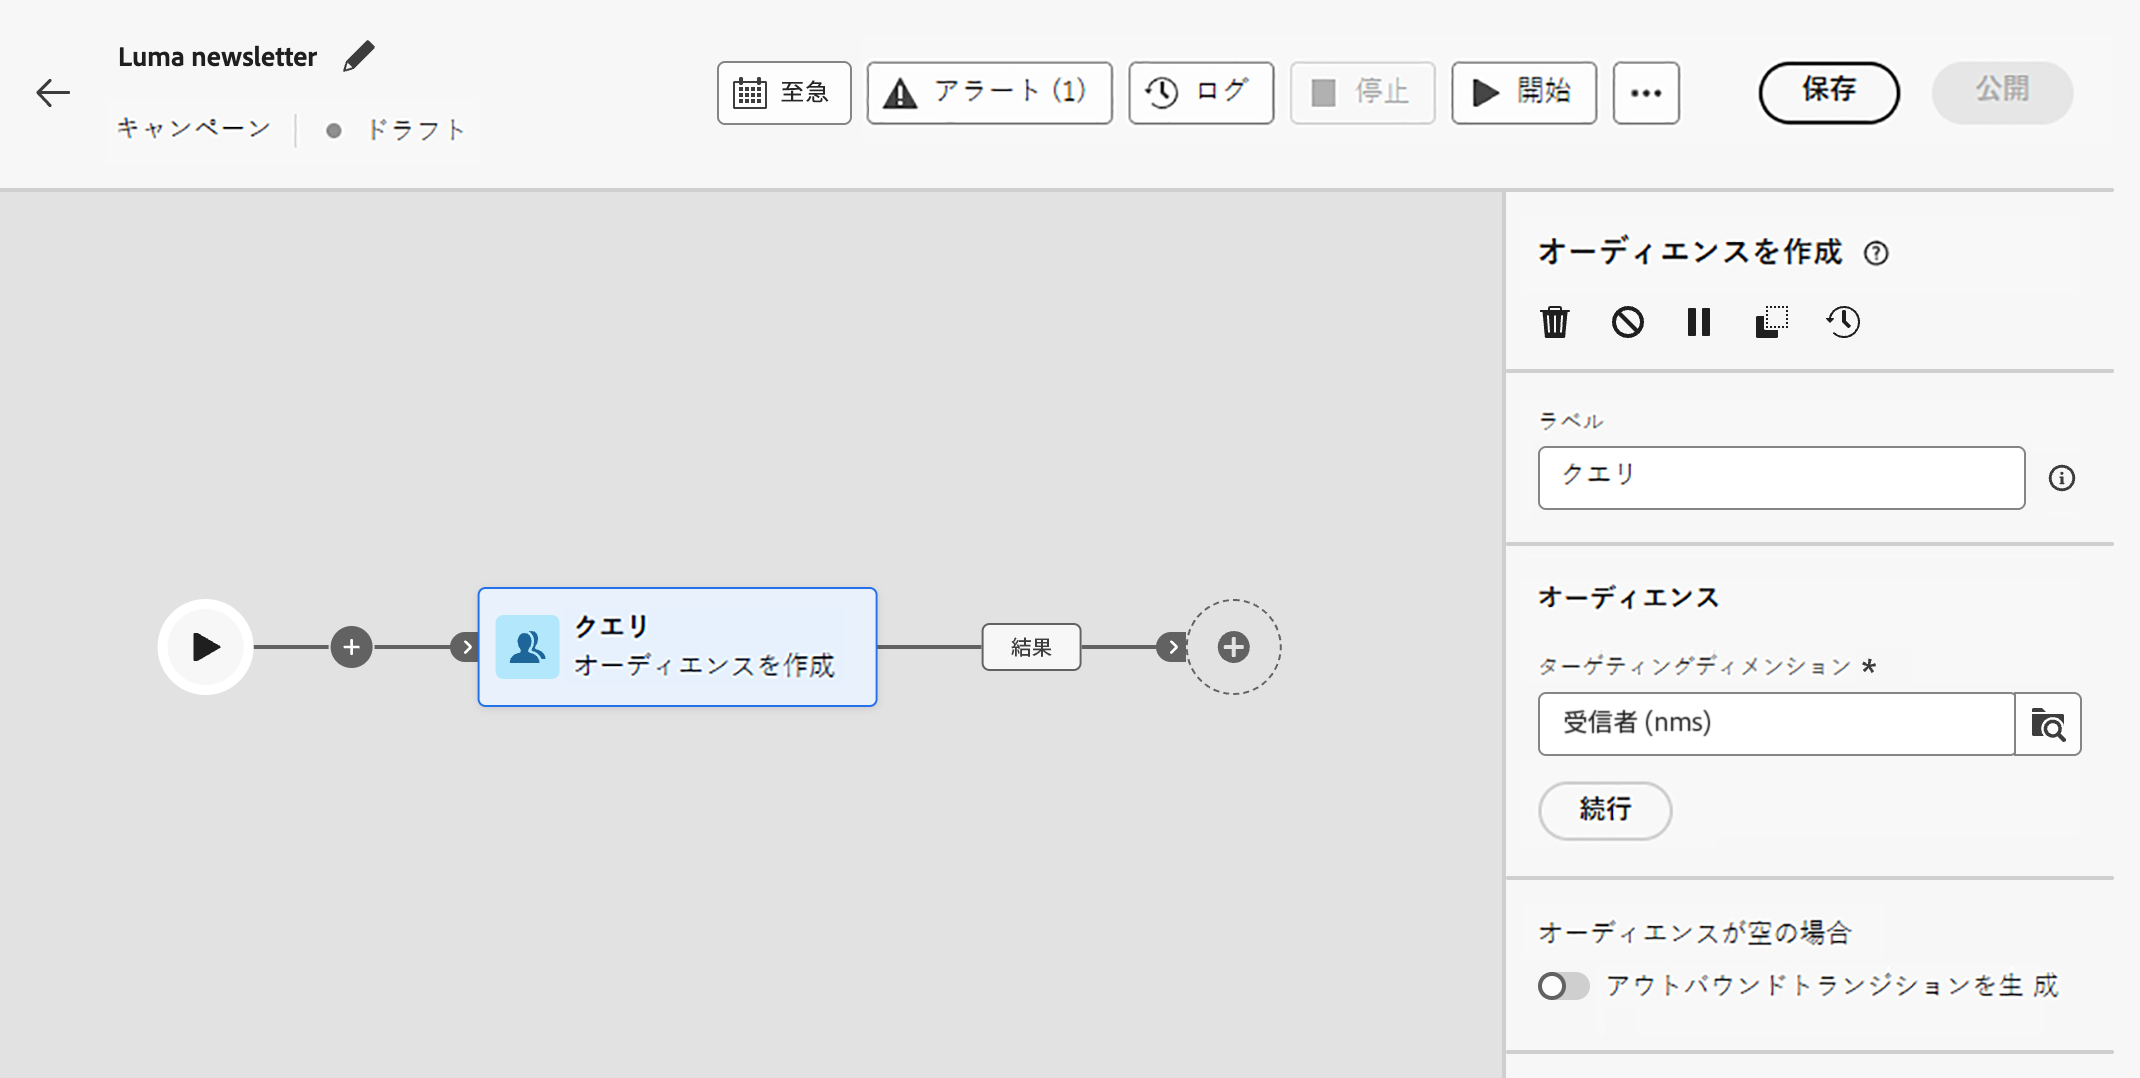 Luma newsletter
キャンペーン
ドラフト
至急
アラート (1)
ログ
停止
開始
保存
公開
クエリ
オーディエンスを作成
結果
オーディエンスを作成
ラベル
クエリ
オーディエンス
ターゲティングディメンション *
受信者 (nms)
続行
オーディエンスが空の場合
アウトバウンドトランジションを生 成